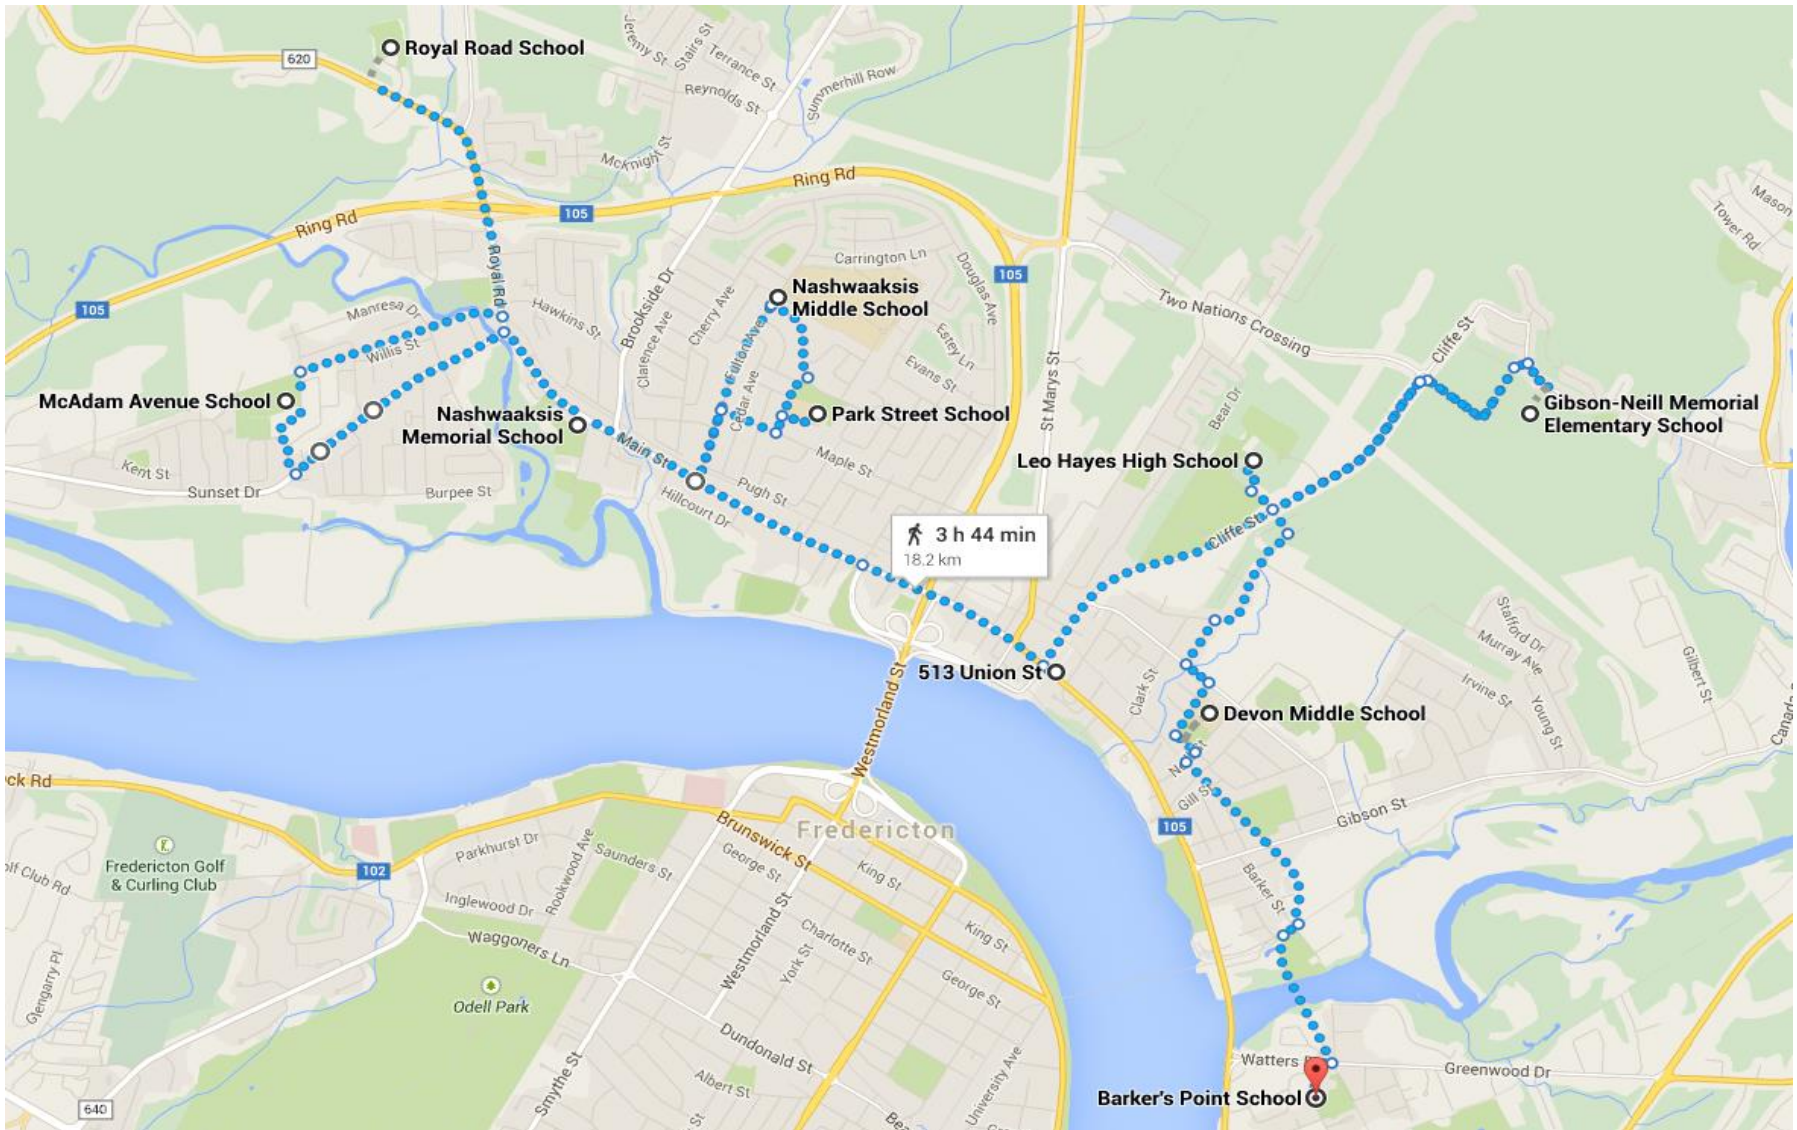 Royal Road School
620
Jeremy St
Stairs St
Terrance St
Reynolds St
Summerhill Row
Mcknight St
Ring Rd
105
Ring Rd
105
Royal Rd
Mason
Tower Rd
Carrington Ln
Douglas Ave
105
Nashwaaksis
Middle School
Brookside Dr
Cherry Ave
Clarence Ave
Hawkins St
Manresa Dr
Willis St
105
Two Nations Crossing
Cliffe St
Estey Ln
Evans St
Fulton Ave
Cedar Ave
St Marys St
Bear Dr
McAdam Avenue School
Nashwaaksis
Memorial School
Park Street School
Gibson-Neill Memorial
Elementary School
Main St
Maple St
Leo Hayes High School
Kent St
Sunset Dr
Burpee St
Pugh St
Hillcourt Dr
3 h 44 min
18.2 km
Cliffe St
Stafford Dr
Murray Ave
Gilbert St
Irvine St
Young St
513 Union St
Clark St
Westmorland St
Devon Middle School
ck Rd
Gill St
Gibson St
105
Fredericton
Brunswick St
Fredericton Golf
& Curling Club
olf Club Rd
102
Parkhurst Dr
Rookwood Ave
Saunders St
George St
King St
Barker St
Inglewood Dr
Waggoners Ln
Westmorland St
York St
Charlotte St
King St
George St
Glengarry Pl
Odell Park
Dundonald St
University Ave
Albert St
Smythe St
640
Watters
Greenwood Dr
Barker's Point School